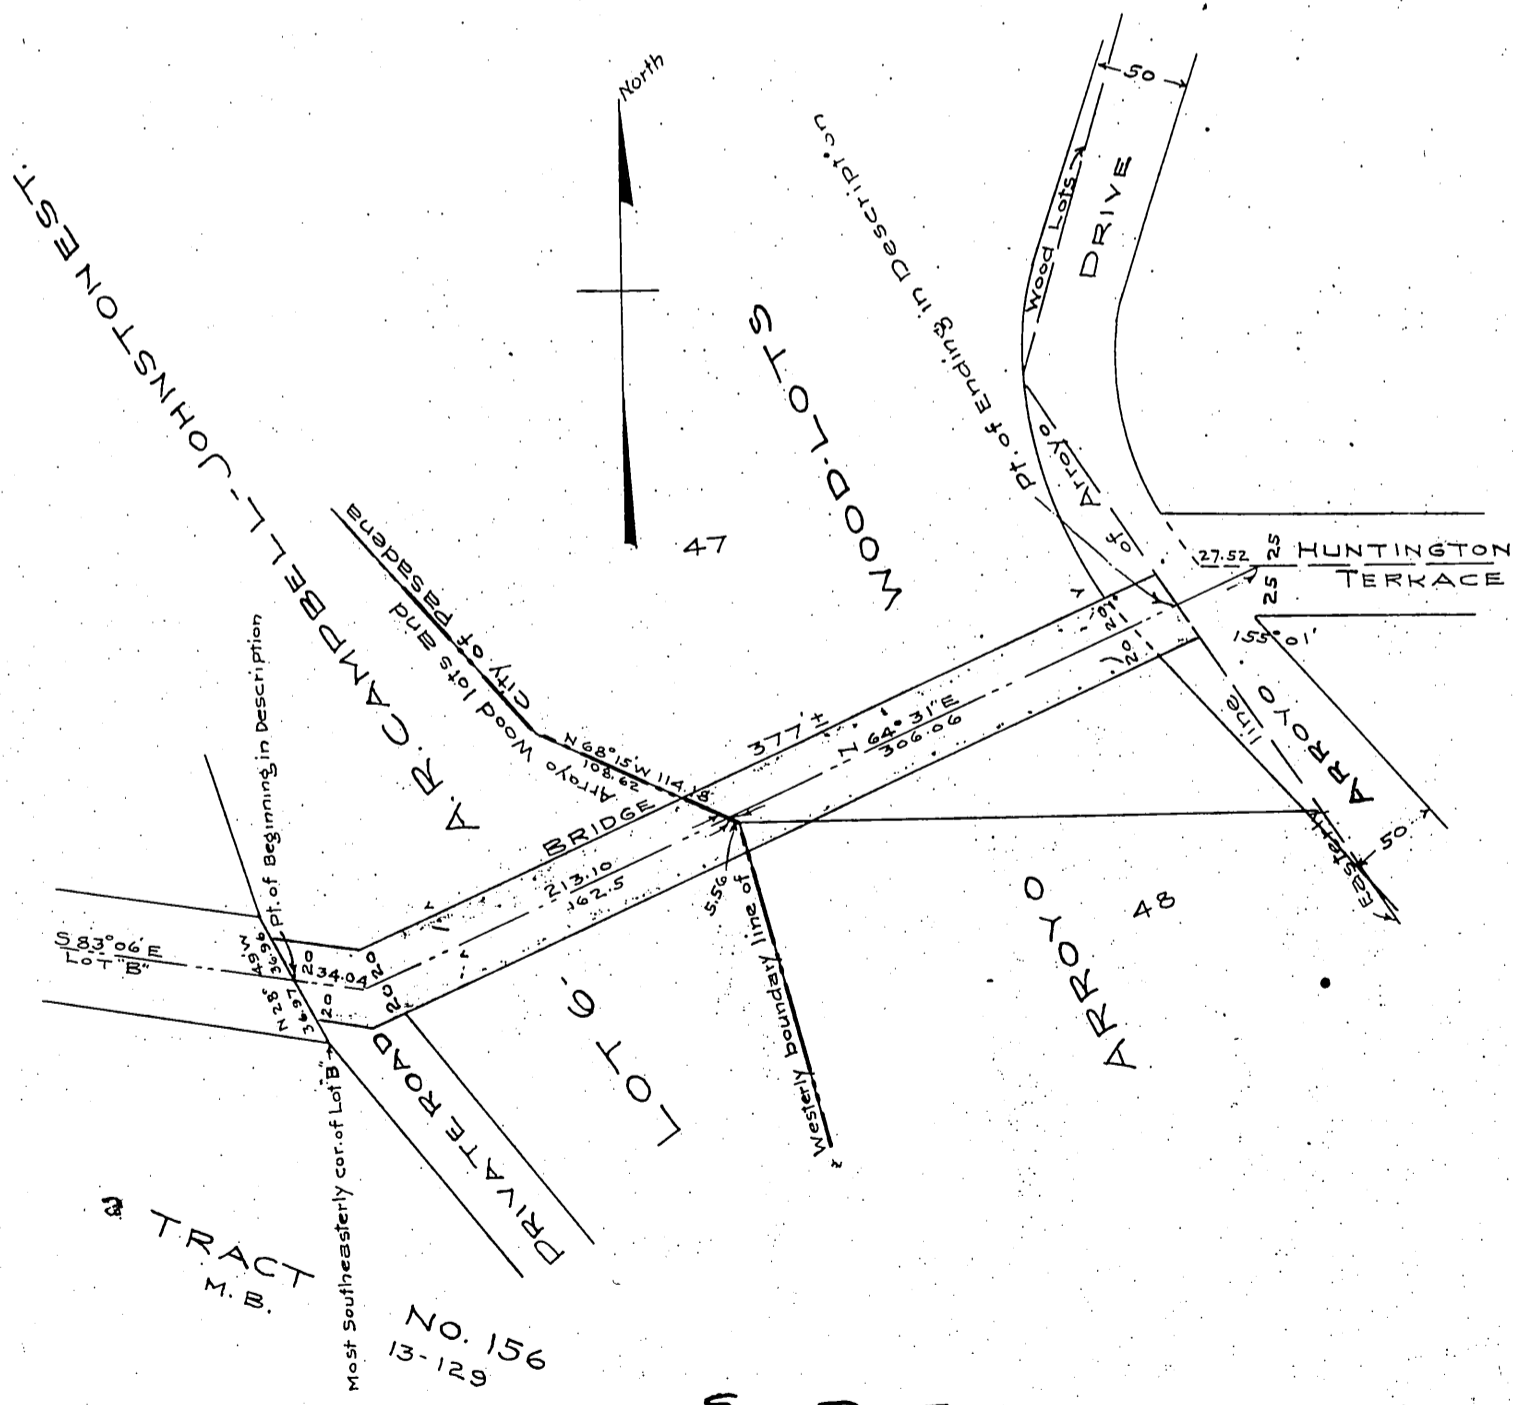 North
50
Wood Lots
DRIVE
Pt. of Ending in Description
of Arroyo
JOHNSTON EST.
A. R. CAMPBELL-
WOOD-LOTS
47
City of Pasadena
Wood lots and
Arroyo
27.52
25
25
HUNTINGTON
TERRACE
155°01'
Pt. of Beginning in Description
N 68°15'W 114.18
108.62
377'±
N 64°31'E
306.06
20
20
line
ARROYO
50
Easterly
BRIDGE
213.10
162.5
5.56
Westerly boundary line of
ARROYO
48
S 83°06'E
LOT "B"
N 28° 49'W
36.96
36.97
20
20
34.04
20
20
PRIVATE ROAD
LOT 6
Most Southeasterly cor. of Lot "B"
TRACT
M. B.
NO. 156
13-129